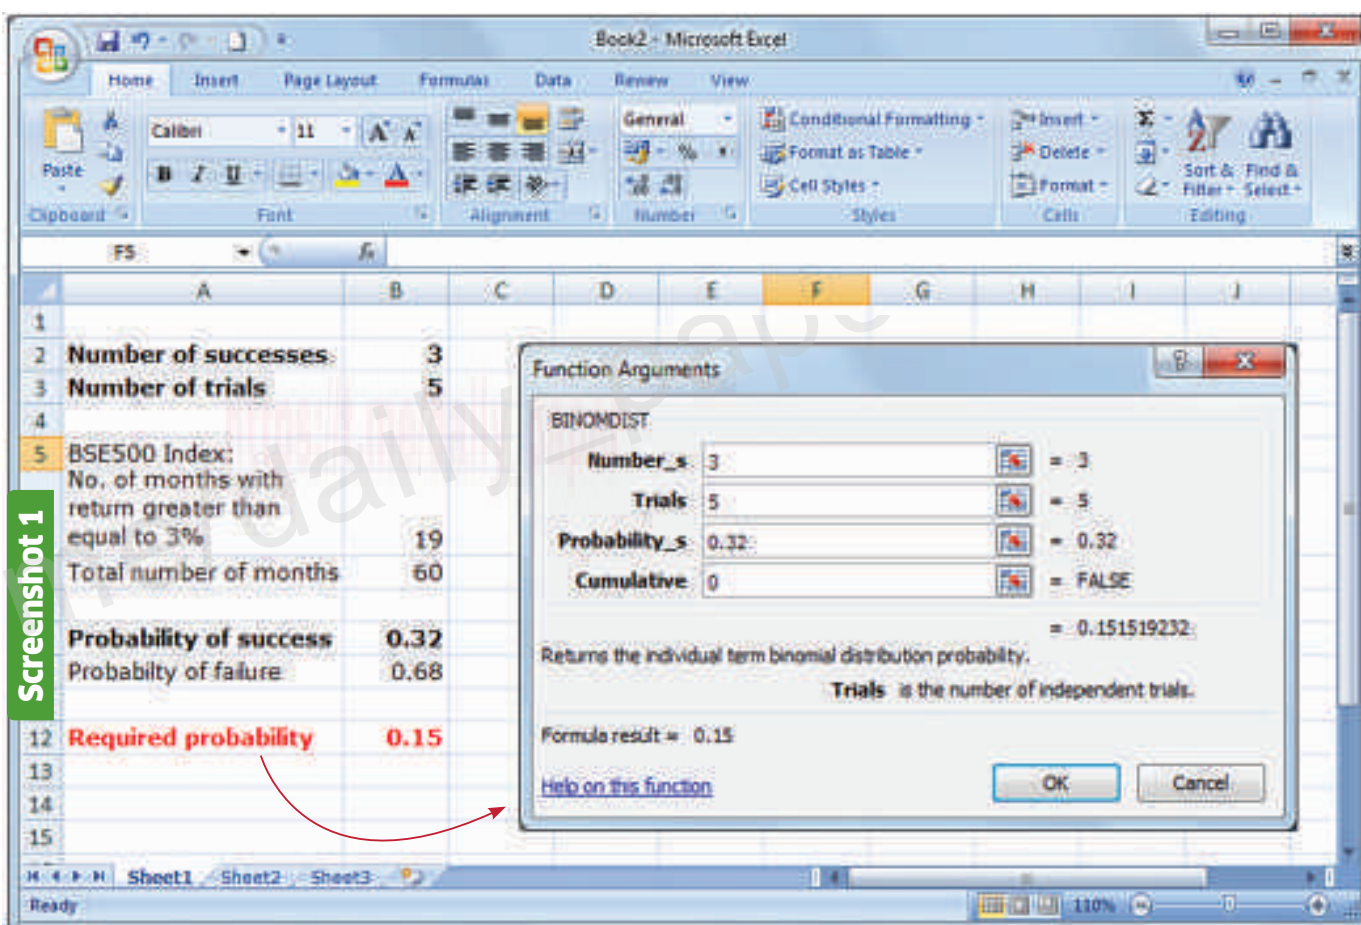 Book2 - Microsoft Excel
Home Insert Page Layout Formulas Data Review View
Calibri 11 A A General Conditional Formatting Insert Σ
Paste B I U A % Format as Table Delete Sort & Find &
Cell Styles Format Filter Select
Clipboard Font Alignment Number Styles Cells Editing
F5 fx
A B C D E F G H I J
1
2 Number of successes 3
3 Number of trials 5
4
5 BSE500 Index:
No. of months with
return greater than
equal to 3% 19
Total number of months 60
Probability of success 0.32
Probabilty of failure 0.68
12 Required probability 0.15
13
14
15
Function Arguments
BINOMDIST
Number_s 3 = 3
Trials 5 = 5
Probability_s 0.32 = 0.32
Cumulative 0 = FALSE
= 0.151519232
Returns the individual term binomial distribution probability.
Trials is the number of independent trials.
Formula result = 0.15
Help on this function OK Cancel
Sheet1 Sheet2 Sheet3
Ready 110%
Screenshot 1